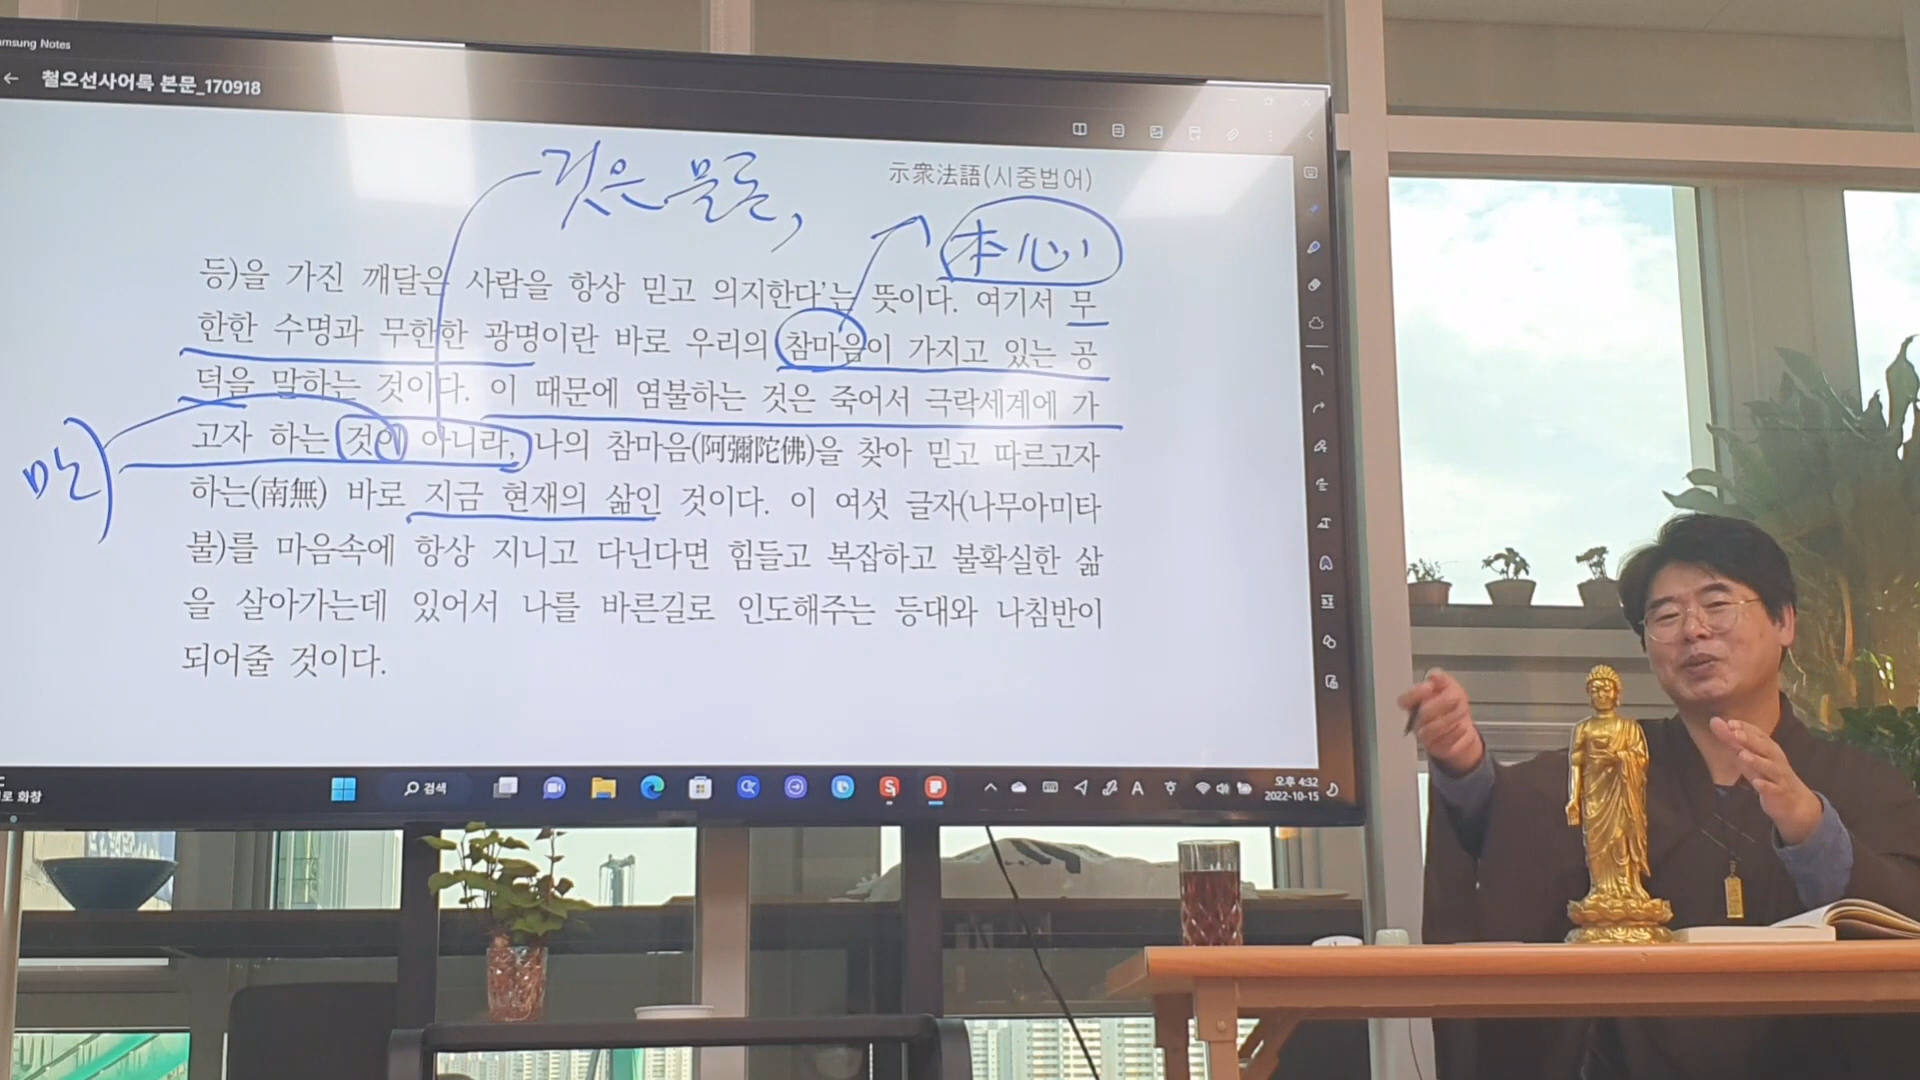 Samsung Notes
철오선사어록 본문_170918
것은 물론,
示衆法語(시중법어)
本心
등)을 가진 깨달은 사람을 항상 믿고 의지한다’는 뜻이다. 여기서 무
한한 수명과 무한한 광명이란 바로 우리의 참마음이 가지고 있는 공
덕을 말하는 것이다. 이 때문에 염불하는 것은 죽어서 극락세계에 가
고자 하는 것이 아니라, 나의 참마음(阿彌陀佛)을 찾아 믿고 따르고자
만
하는(南無) 바로 지금 현재의 삶인 것이다. 이 여섯 글자(나무아미타
불)를 마음속에 항상 지니고 다닌다면 힘들고 복잡하고 불확실한 삶
을 살아가는데 있어서 나를 바른길로 인도해주는 등대와 나침반이
되어줄 것이다.
로 화창
검색
A
오후 4:32
2022-10-15